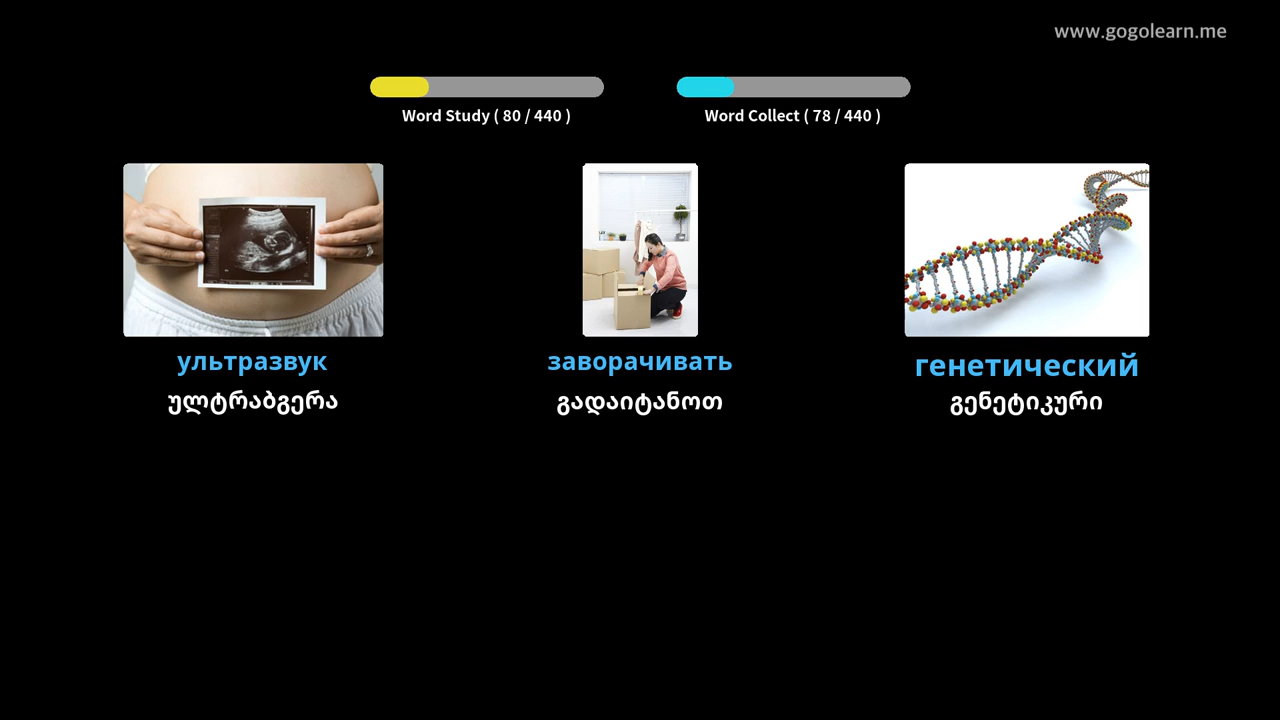 www.gogolearn.me
Word Study ( 80 / 440 )
Word Collect ( 78 / 440 )
ультразвук
заворачивать
генетический
ულტრაბგერა
გადაიტანოთ
გენეტიკური